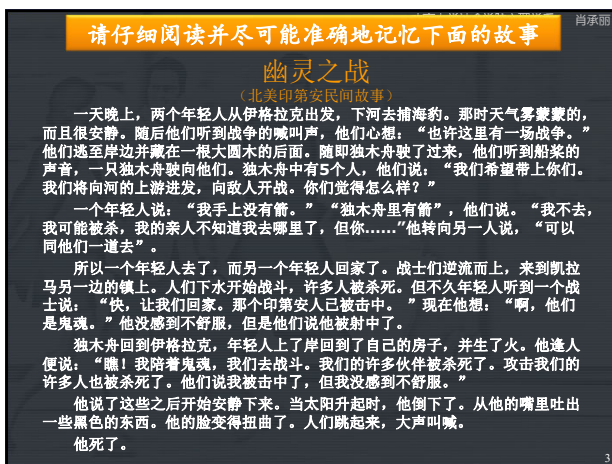 肖承丽
请仔细阅读并尽可能准确地记忆下面的故事
幽灵之战
（北美印第安民间故事）
一天晚上，两个年轻人从伊格拉克出发，下河去捕海豹。那时天气雾蒙蒙的，
而且很安静。随后他们听到战争的喊叫声，他们心想：“也许这里有一场战争。”
他们逃至岸边并藏在一根大圆木的后面。随即独木舟驶了过来，他们听到船桨的
声音，一只独木舟驶向他们。独木舟中有5个人，他们说：“我们希望带上你们。
我们将向河的上游进发，向敌人开战。你们觉得怎么样？”
一个年轻人说：“我手上没有箭。”“独木舟里有箭”，他们说。“我不去，
我可能被杀，我的亲人不知道我去哪里了，但你……”他转向另一人说，“可以
同他们一道去”。
所以一个年轻人去了，而另一个年轻人回家了。战士们逆流而上，来到凯拉
马另一边的镇上。人们下水开始战斗，许多人被杀死。但不久年轻人听到一个战
士说： “快，让我们回家。那个印第安人已被击中。 ”现在他想：“啊，他们
是鬼魂。”他没感到不舒服，但是他们说他被射中了。
独木舟回到伊格拉克，年轻人上了岸回到了自己的房子，并生了火。他逢人
便说：“瞧！我陪着鬼魂，我们去战斗。我们的许多伙伴被杀死了。攻击我们的
许多人也被杀死了。他们说我被击中了，但我没感到不舒服。”
他说了这些之后开始安静下来。当太阳升起时，他倒下了。从他的嘴里吐出
一些黑色的东西。他的脸变得扭曲了。人们跳起来，大声叫喊。
他死了。
3